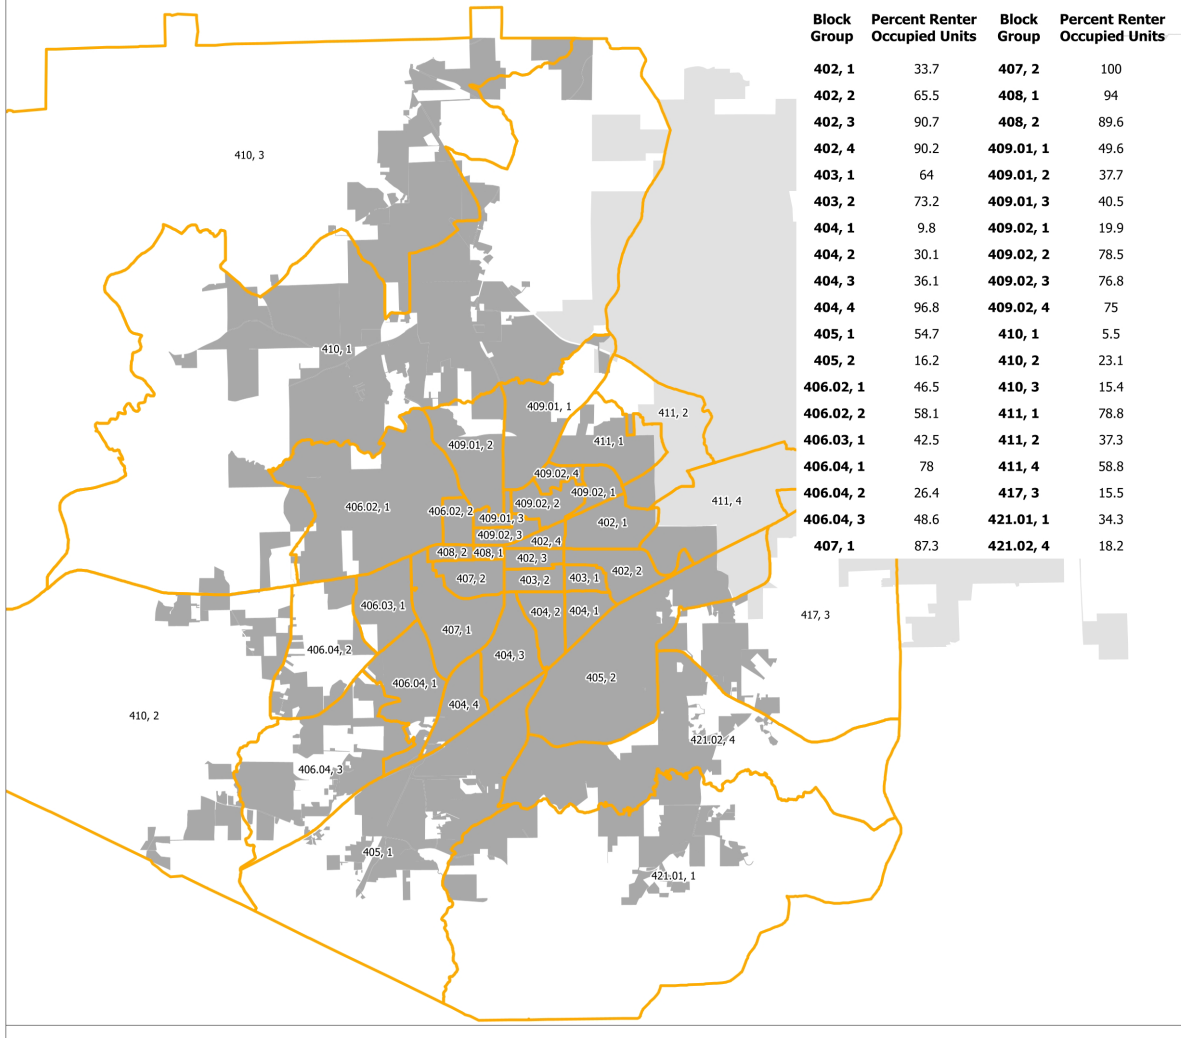 Block Group Percent Renter Occupied Units Block Group Percent Renter Occupied Units
402, 1 33.7 407, 2 100
402, 2 65.5 408, 1 94
402, 3 90.7 408, 2 89.6
402, 4 90.2 409.01, 1 49.6
403, 1 64 409.01, 2 37.7
403, 2 73.2 409.01, 3 40.5
404, 1 9.8 409.02, 1 19.9
404, 2 30.1 409.02, 2 78.5
404, 3 36.1 409.02, 3 76.8
404, 4 96.8 409.02, 4 75
405, 1 54.7 410, 1 5.5
405, 2 16.2 410, 2 23.1
406.02, 1 46.5 410, 3 15.4
406.02, 2 58.1 411, 1 78.8
406.03, 1 42.5 411, 2 37.3
406.04, 1 78 411, 4 58.8
406.04, 2 26.4 417, 3 15.5
406.04, 3 48.6 421.01, 1 34.3
407, 1 87.3 421.02, 4 18.2
410, 3
410, 1
409.01, 1
411, 2
409.01, 2
411, 1
409.02, 4
409.02, 1
411, 4
409.02, 2
406.02, 1
406.02, 2
409.01, 3
402, 1
409.02, 3
402, 4
408, 2
408, 1
402, 3
402, 2
407, 2
403, 2
403, 1
406.03, 1
404, 2
404, 1
417, 3
407, 1
406.04, 2
404, 3
405, 2
406.04, 1
404, 4
410, 2
421.02, 4
406.04, 3
405, 1
421.01, 1